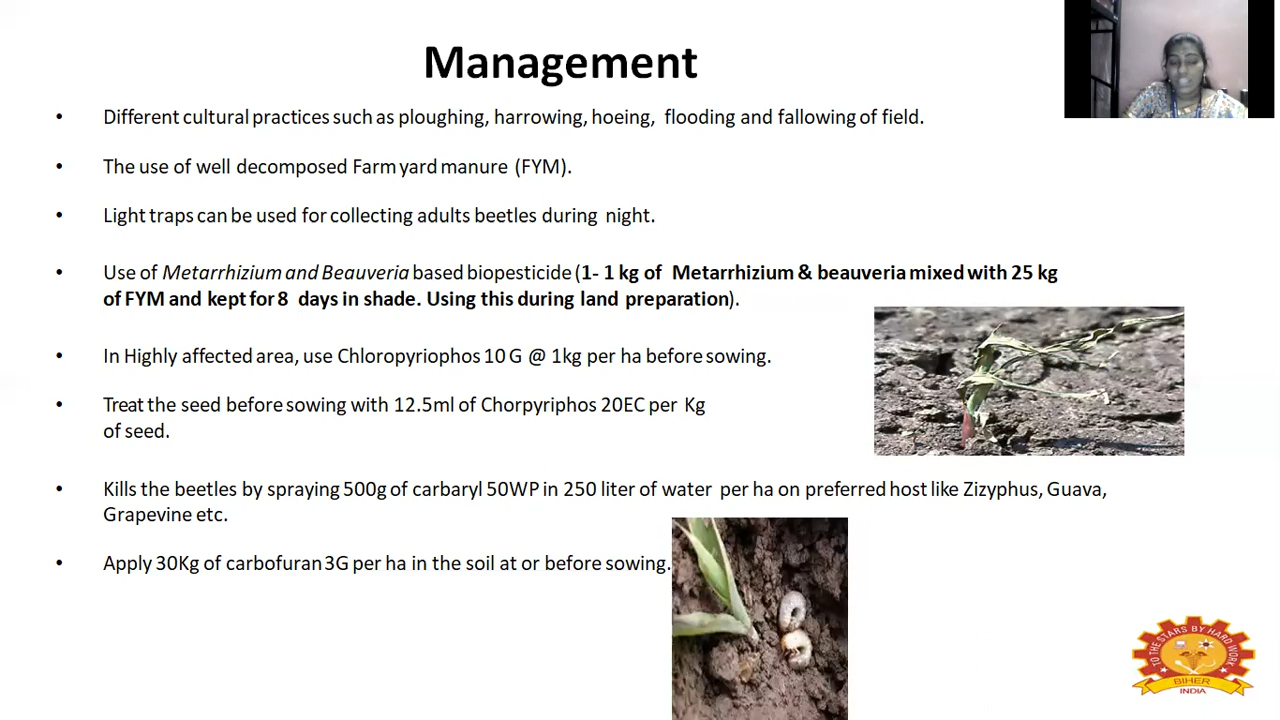 Management
• Different cultural practices such as ploughing, harrowing, hoeing, flooding and fallowing of field.
• The use of well decomposed Farm yard manure (FYM).
• Light traps can be used for collecting adults beetles during night.
• Use of Metarrhizium and Beauveria based biopesticide (1- 1 kg of Metarrhizium & beauveria mixed with 25 kg
of FYM and kept for 8 days in shade. Using this during land preparation).
• In Highly affected area, use Chloropyriophos 10 G @ 1kg per ha before sowing.
• Treat the seed before sowing with 12.5ml of Chorpyriphos 20EC per Kg
of seed.
• Kills the beetles by spraying 500g of carbaryl 50WP in 250 liter of water per ha on preferred host like Zizyphus, Guava,
Grapevine etc.
• Apply 30Kg of carbofuran 3G per ha in the soil at or before sowing.
TO THE STARS BY HARD WORK
BIHER
INDIA